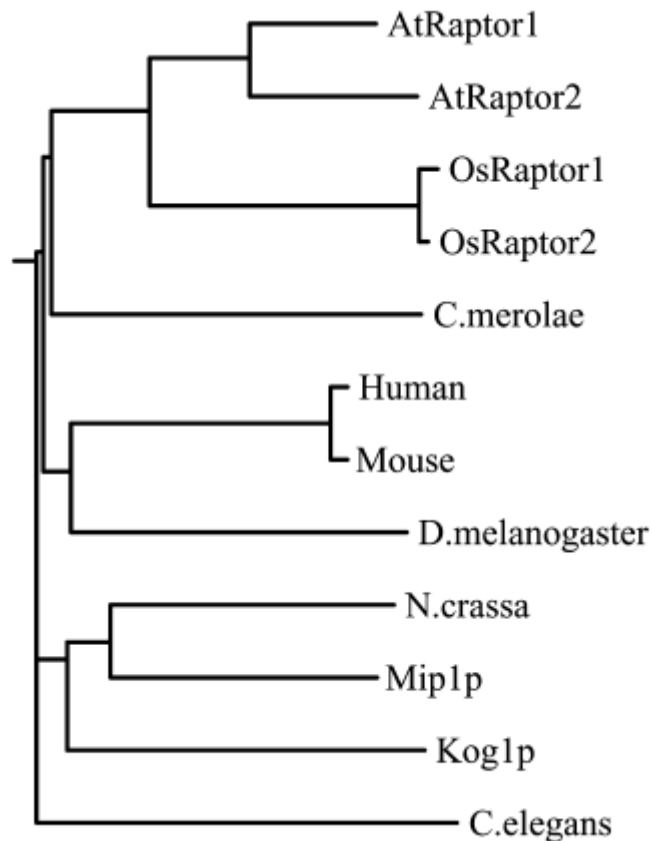 AtRaptor1
AtRaptor2
OsRaptor1
OsRaptor2
C.merolae
Human
Mouse
D.melanogaster
N.crassa
Mip1p
Kog1p
C.elegans